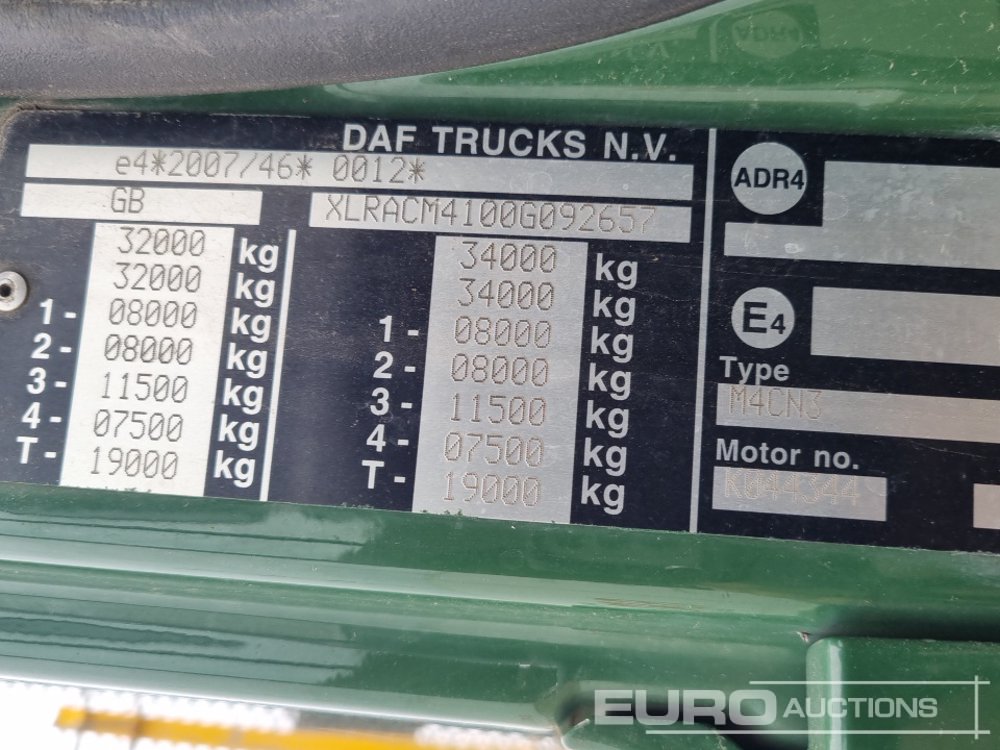 DAF TRUCKS N.V.
e4*2007/46* 0012*
GB
XLRACM4100G092657
32000 kg
32000 kg
1- 08000 kg
2- 08000 kg
3- 11500 kg
4- 07500 kg
T- 19000 kg
34000 kg
34000 kg
1- 08000 kg
2- 08000 kg
3- 11500 kg
4- 07500 kg
T- 19000 kg
ADR4
E4
Type
M4CN3
Motor no.
K044344
ADR4
EURO AUCTIONS